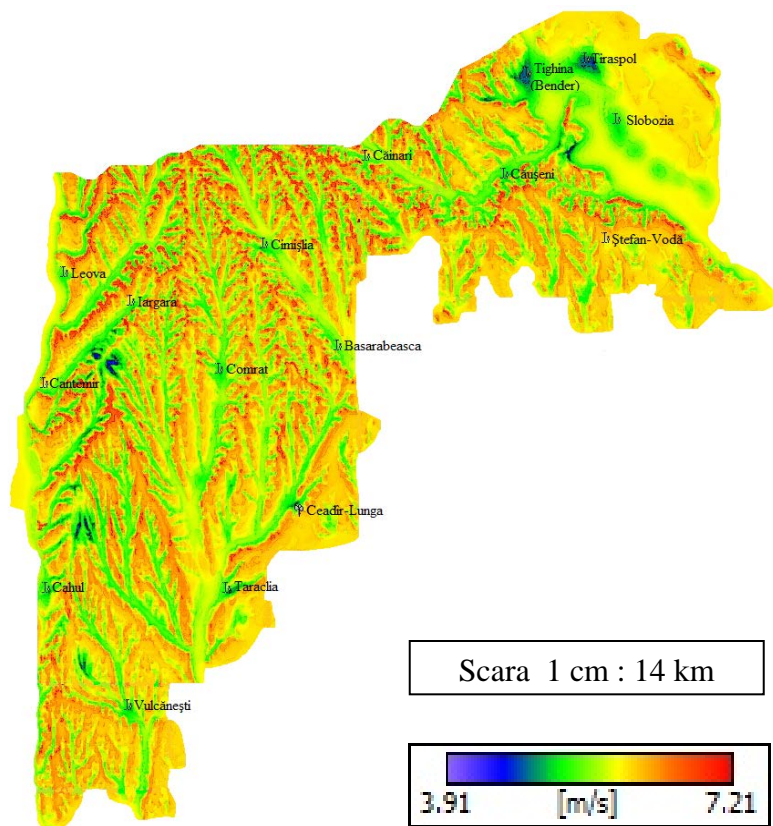 Tiraspol
Tighina
(Bender)
Slobozia
Căinari
Căuşeni
Cimişlia
Ştefan-Vodă
Leova
Iargara
Basarabeasca
Comrat
Cantemir
Ceadîr-Lunga
Cahul
Taraclia
Scara 1 cm : 14 km
Vulcăneşti
3.91 [m/s] 7.21